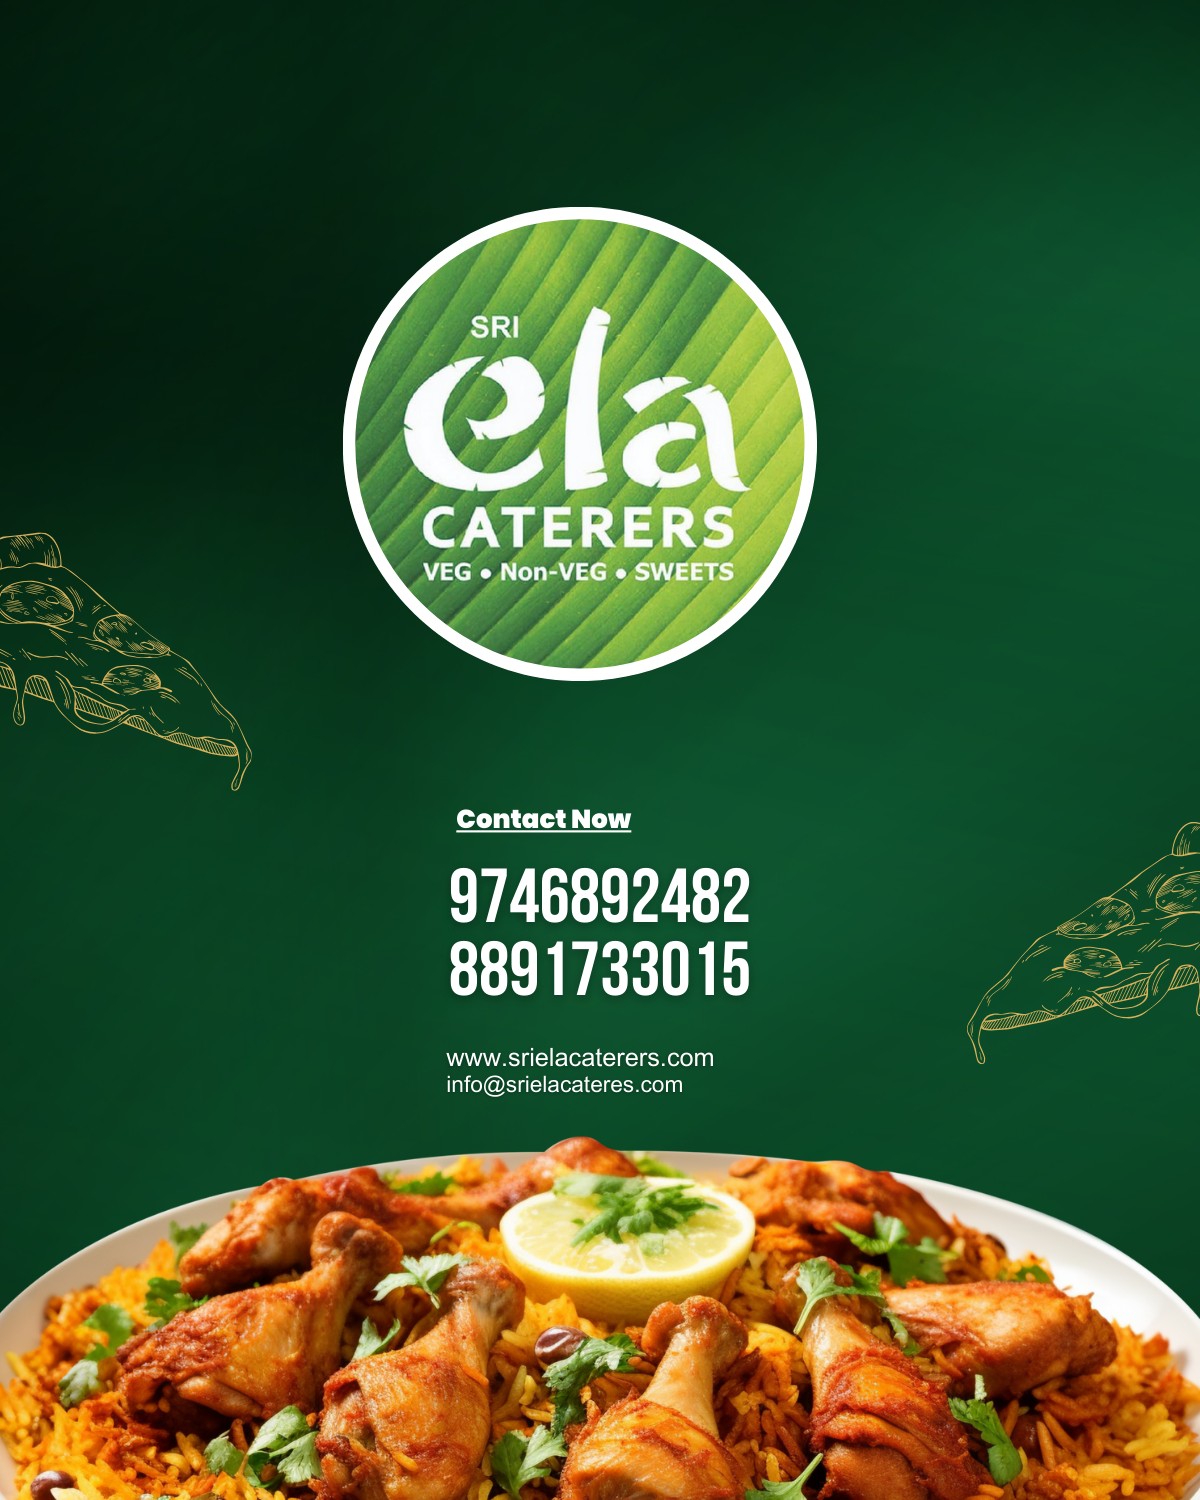 SRI
ela
CATERERS
VEG • Non-VEG • SWEETS
Contact Now
9746892482
8891733015
www.srielacaterers.com
info@srielacateres.com